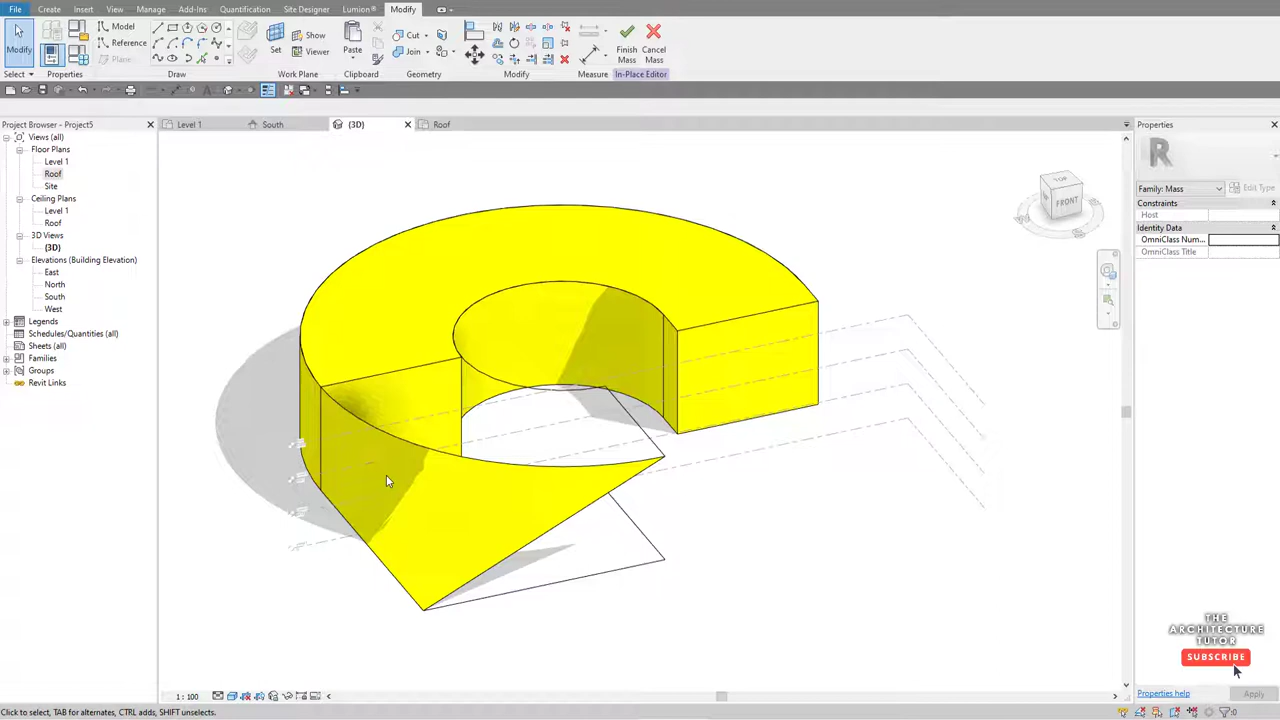 File Create Insert View Manage Add-Ins Quantification Site Designer Lumion® Modify
Modify
Model
Reference
Plane
Set
Show
Viewer
Paste
Cut
Join
Finish Mass
Cancel Mass
Select Properties Draw Work Plane Clipboard Geometry Modify Measure In-Place Editor
Project Browser - Project5
Level 1
South
(3D)
Roof
Properties
Views (all)
Floor Plans
Level 1
Roof
Site
Ceiling Plans
Level 1
Roof
3D Views
(3D)
Elevations (Building Elevation)
East
North
South
West
Legends
Schedules/Quantities (all)
Sheets (all)
Families
Groups
Revit Links
TOP
FRONT
R
Family: Mass
Edit Type
Constraints
Host
Identity Data
OmniClass Num...
OmniClass Title
THE
ARCHITECTURE
TUTOR
SUBSCRIBE
Properties help
Apply
1 : 100
Click to select, TAB for alternates, CTRL adds, SHIFT unselects.
:0